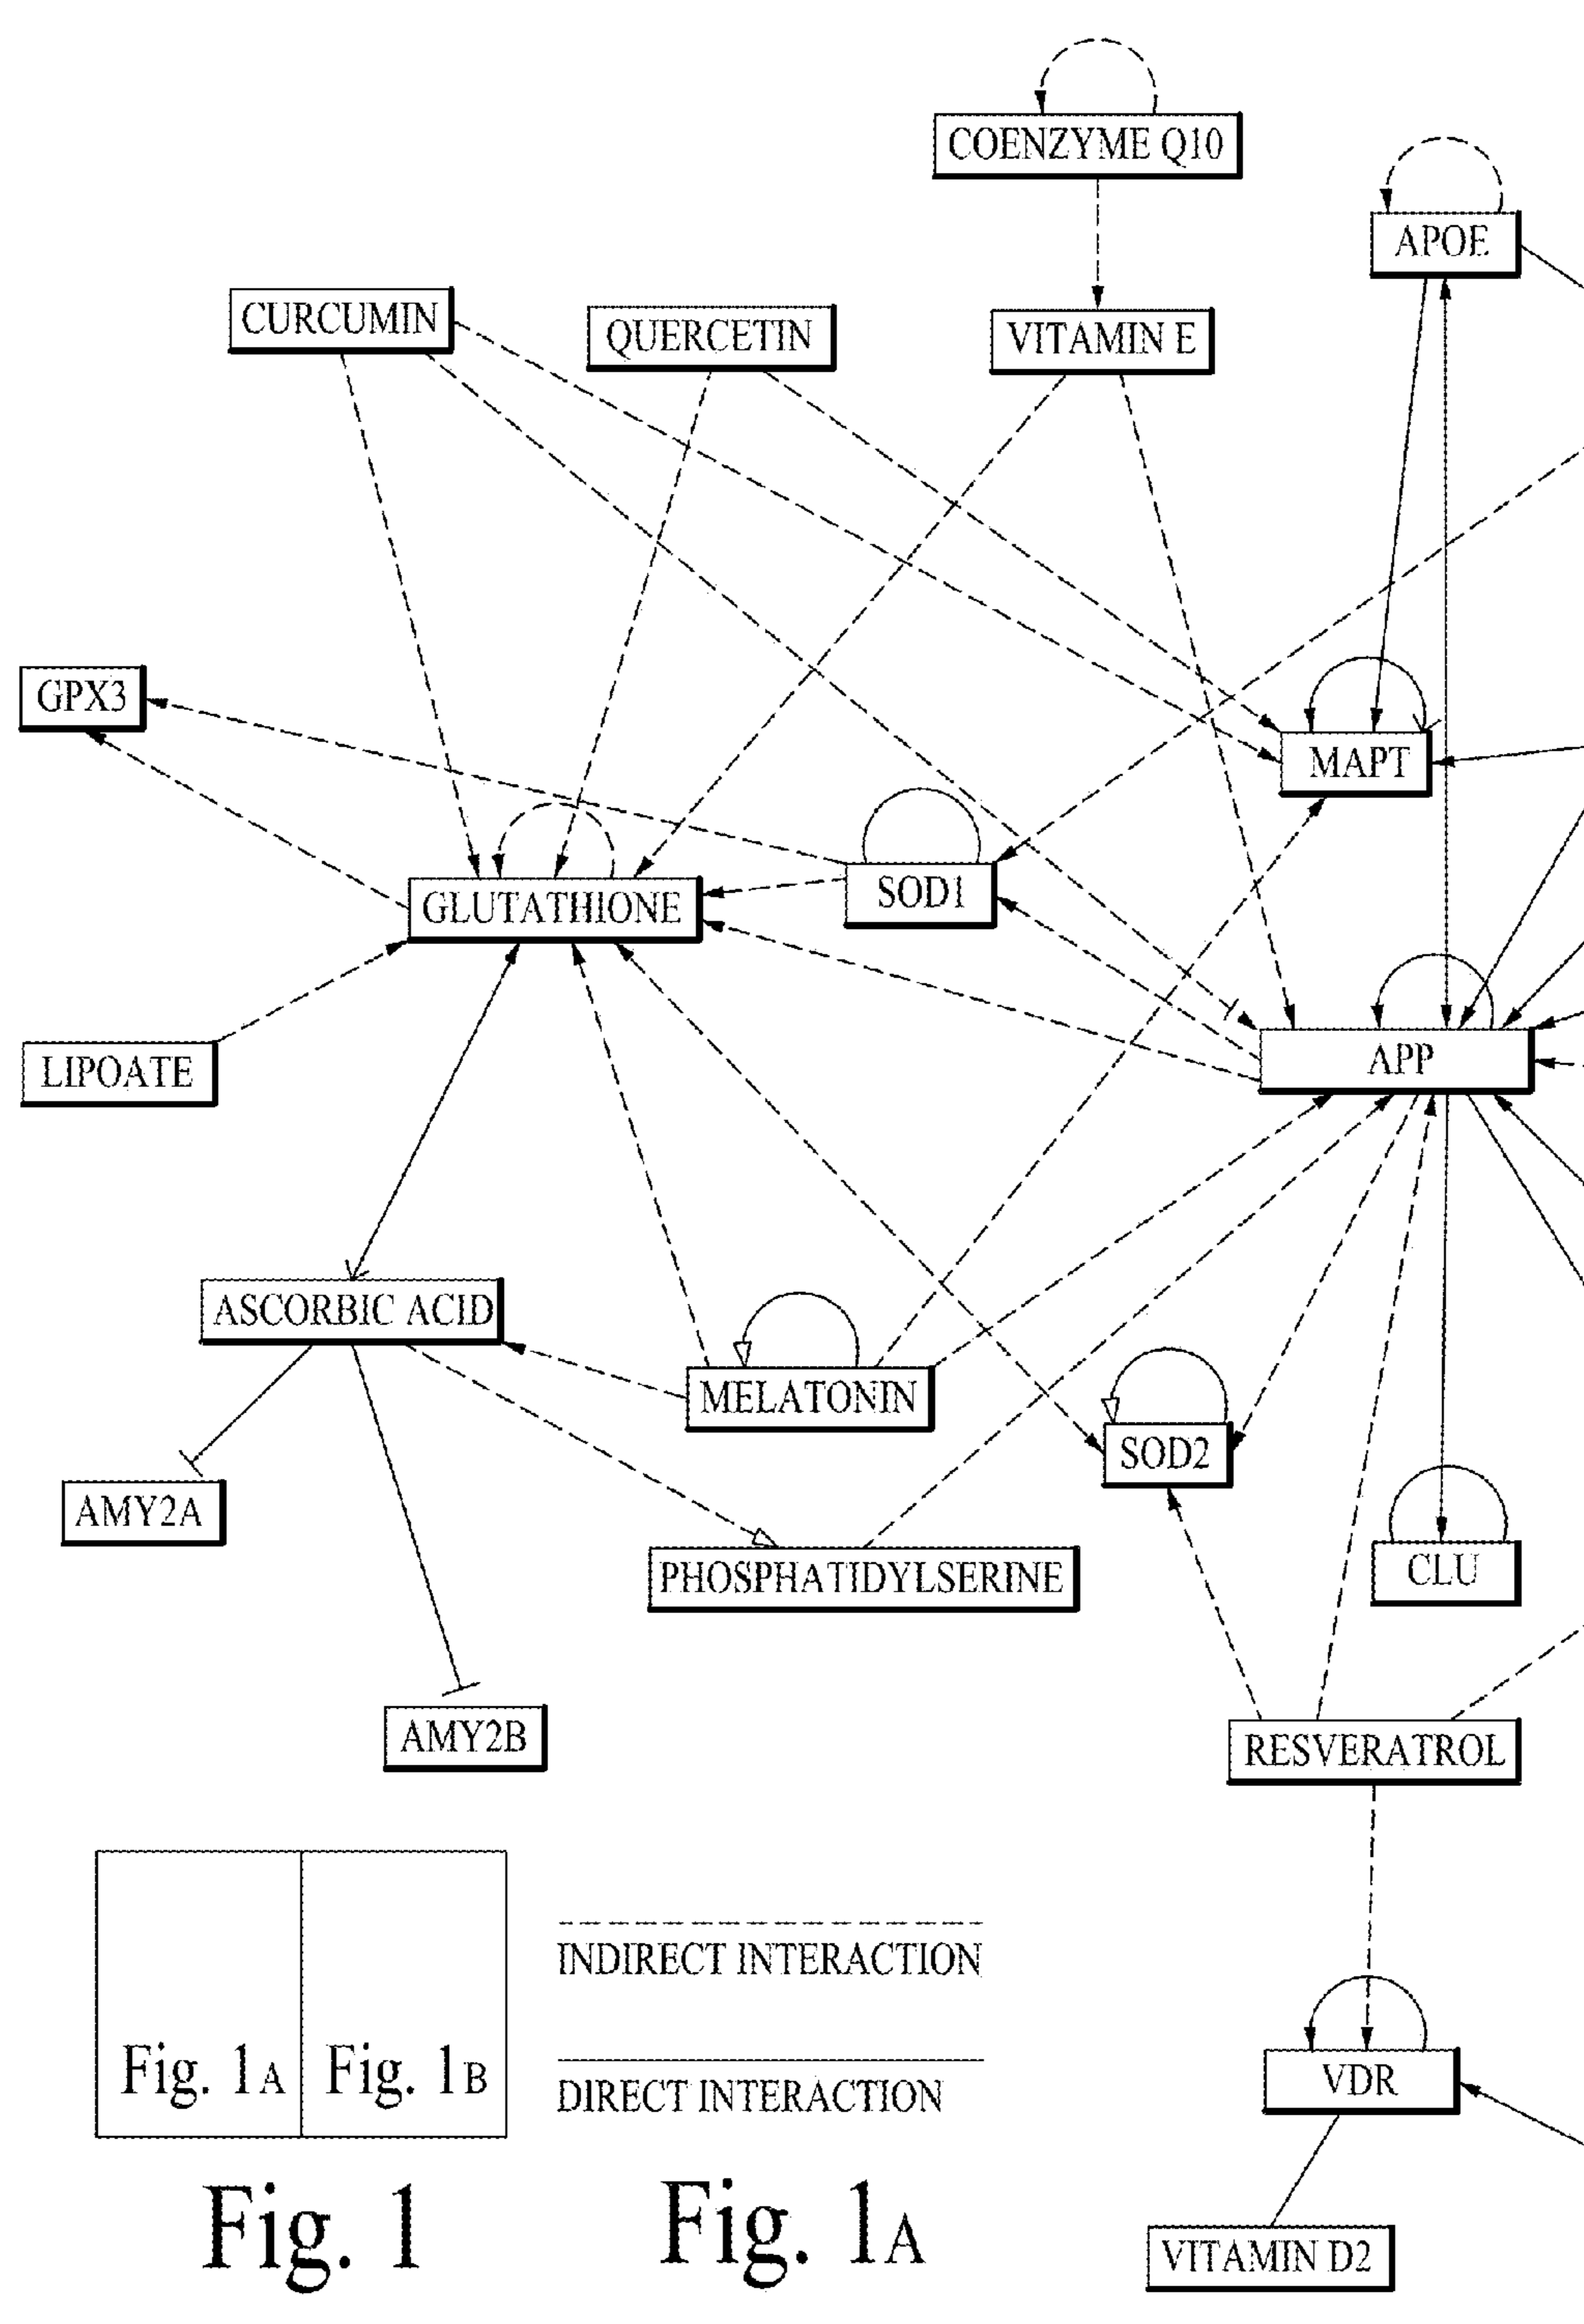 COENZYME Q10
APOE
CURCUMIN
QUERCETIN
VITAMIN E
GPX3
MAPT
GLUTATHIONE
SOD1
LIPOATE
APP
ASCORBIC ACID
MELATONIN
SOD2
AMY2A
PHOSPHATIDYLSERINE
CLU
AMY2B
RESVERATROL
INDIRECT INTERACTION
Fig. 1A
Fig. 1B
DIRECT INTERACTION
VDR
Fig. 1
Fig. 1A
VITAMIN D2